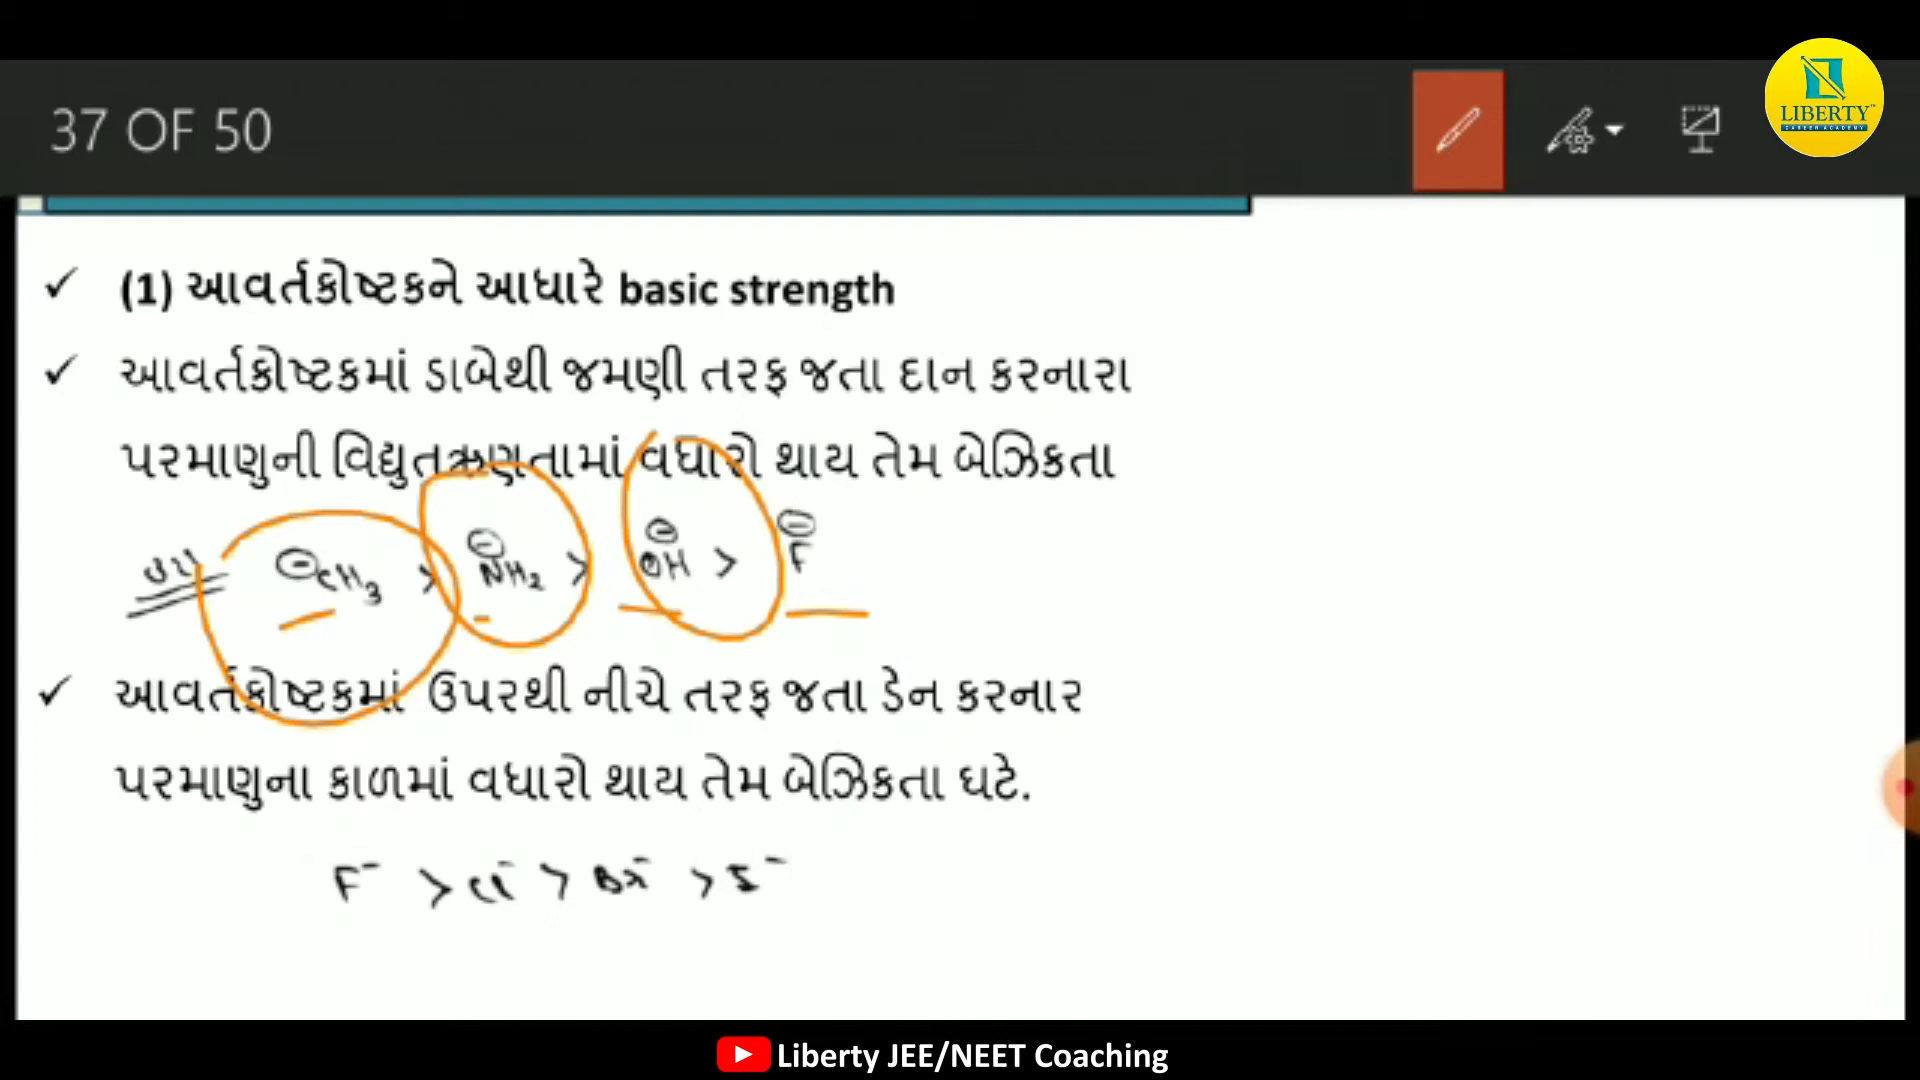 37 OF 50
LIBERTY
CAREER ACADEMY
✓ (1) આવર્તકોષ્ટકને આધારે basic strength
✓ આવર્તકોષ્ટકમાં ડાબેથી જમણી તરફ જતા દાન કરનારા
પરમાણુની વિદ્યુતઋણતામાં વધારો થાય તેમ બેઝિકતા
⊖CH₃ > ⊖NH₂ > ⊖OH > ⊖F
✓ આવર્તકોષ્ટકમાં ઉપરથી નીચે તરફ જતા ડેન કરનાર
પરમાણુના કાળમાં વધારો થાય તેમ બેઝિકતા ઘટે.
F⁻ > Cl⁻ > Br⁻ > I⁻
Liberty JEE/NEET Coaching